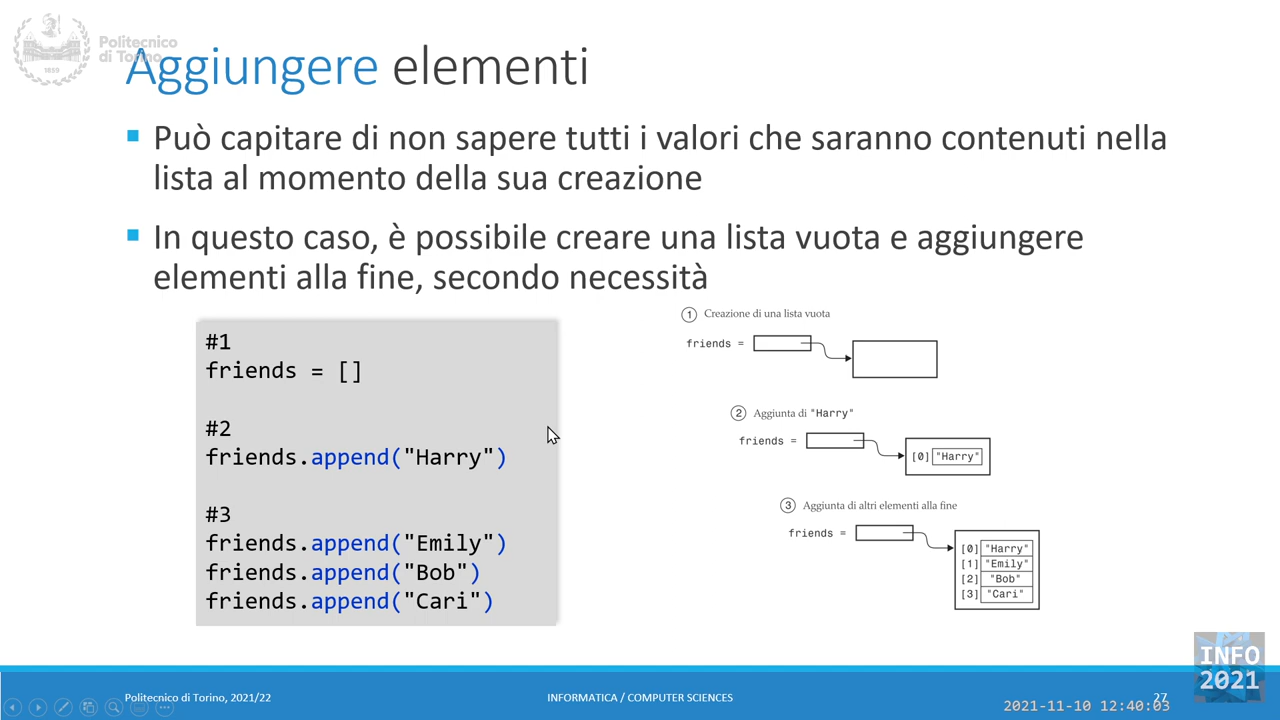 Politecnico
di Torino
1859
Aggiungere elementi
Può capitare di non sapere tutti i valori che saranno contenuti nella
lista al momento della sua creazione
In questo caso, è possibile creare una lista vuota e aggiungere
elementi alla fine, secondo necessità
#1
friends = []
#2
friends.append("Harry")
#3
friends.append("Emily")
friends.append("Bob")
friends.append("Cari")
1 Creazione di una lista vuota
friends =
2 Aggiunta di "Harry"
friends =
[0] "Harry"
3 Aggiunta di altri elementi alla fine
friends =
[0] "Harry"
[1] "Emily"
[2] "Bob"
[3] "Cari"
INFO
2021
Politecnico di Torino, 2021/22
INFORMATICA / COMPUTER SCIENCES
27
2021-11-10 12:40:03